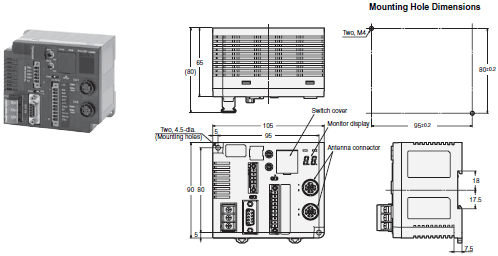 Mounting Hole Dimensions
Two, M4
65
(80)
80±0.2
95±0.2
Switch cover
Monitor display
Antenna connector
Two, 4.5-dia.
(Mounting holes)
5
105
95
90
80
5
18
17.5
7.5